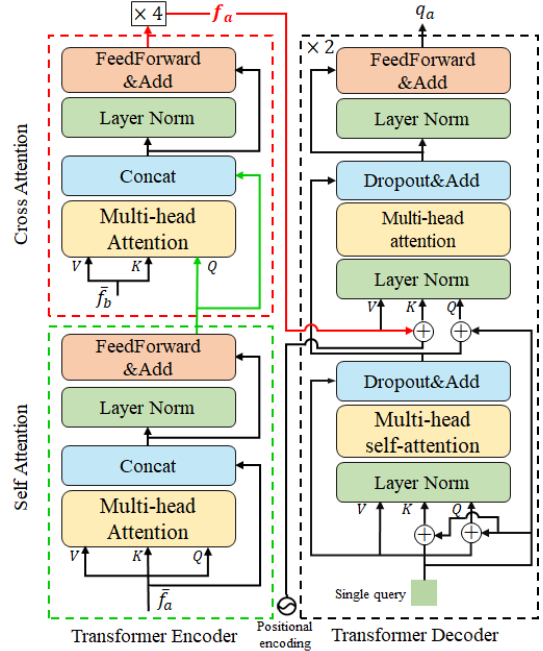 × 4
f_a
q_a
× 2
Cross Attention
FeedForward
&Add
Layer Norm
Concat
Multi-head
Attention
V
K
Q
f̄_b
Self Attention
FeedForward
&Add
Layer Norm
Concat
Multi-head
Attention
V
K
Q
f̄_a
Transformer Encoder
FeedForward
&Add
Layer Norm
Dropout&Add
Multi-head
attention
Layer Norm
V
K
Q
Dropout&Add
Multi-head
self-attention
Layer Norm
V
K
Q
Single query
Positional
encoding
Transformer Decoder